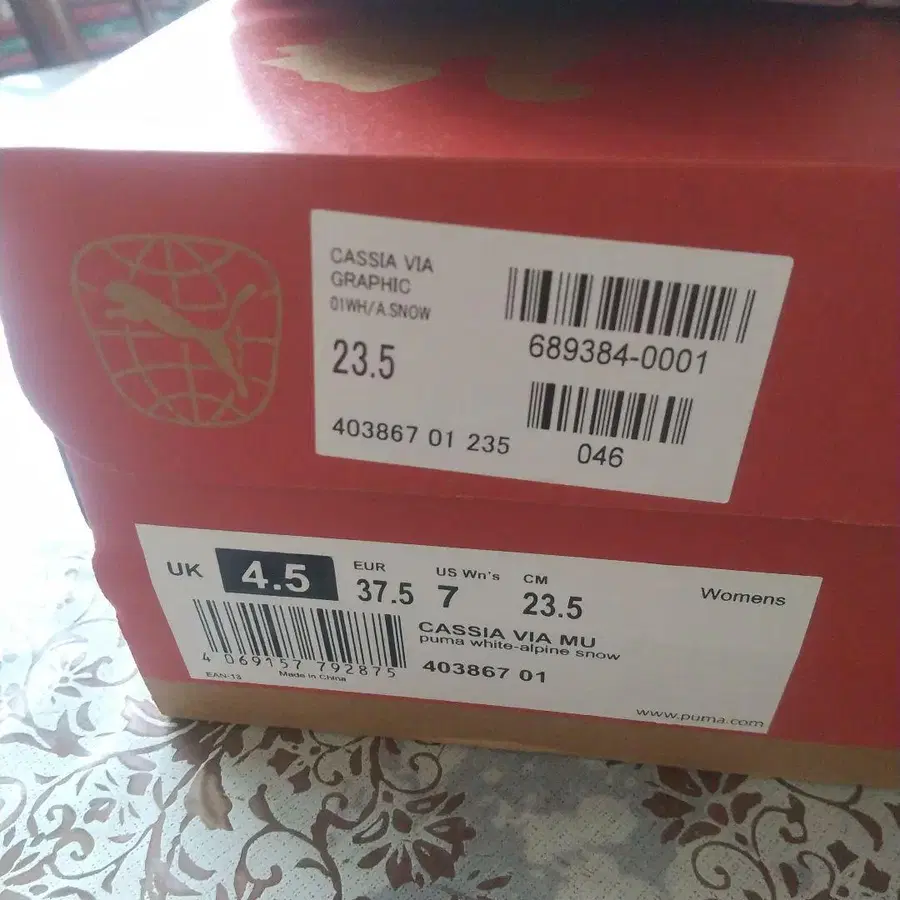 CASSIA VIA
GRAPHIC
01WH/A.SNOW
23.5
689384-0001
403867 01 235
046
UK 4.5 EUR 37.5 US Wn's 7 CM 23.5 Womens
CASSIA VIA MU
puma white-alpine snow
4 069157 792875
403867 01
EAN-13 Made in China
www.puma.com